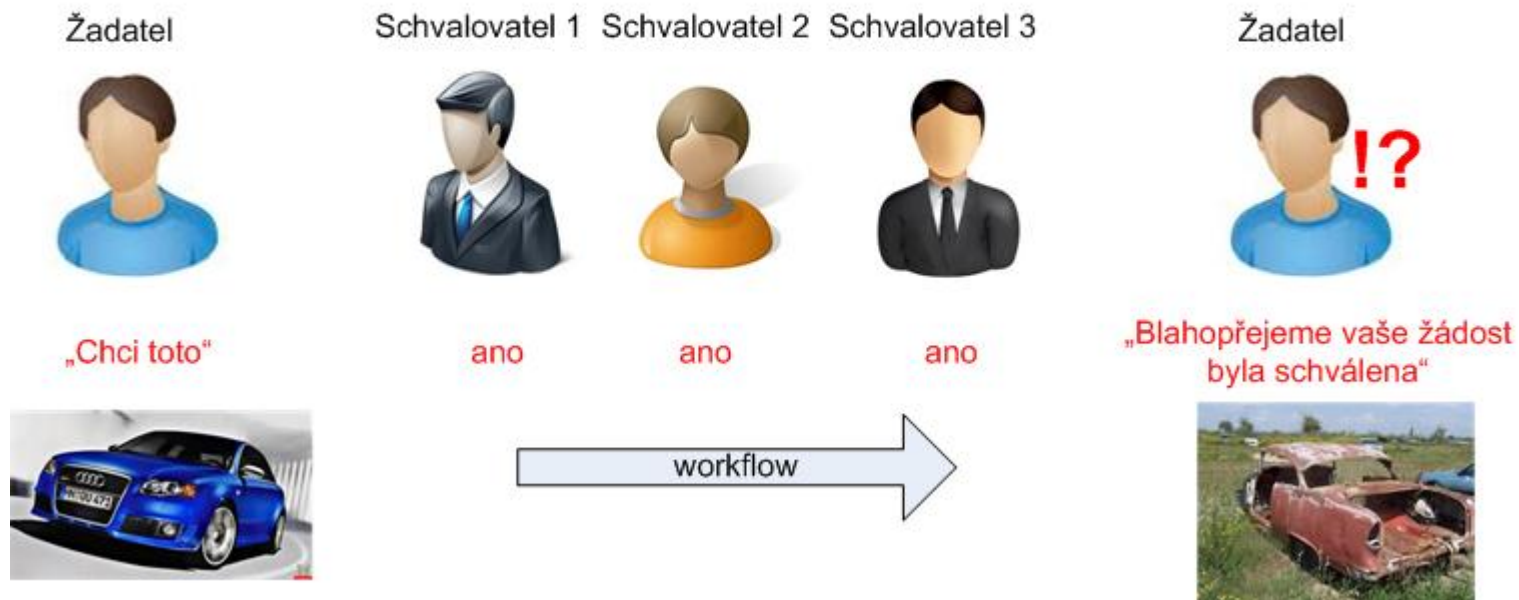 Žadatel
Schvalovatel 1
Schvalovatel 2
Schvalovatel 3
Žadatel
!?
„Chci toto“
ano
ano
ano
„Blahopřejeme vaše žádost
byla schválena“
workflow